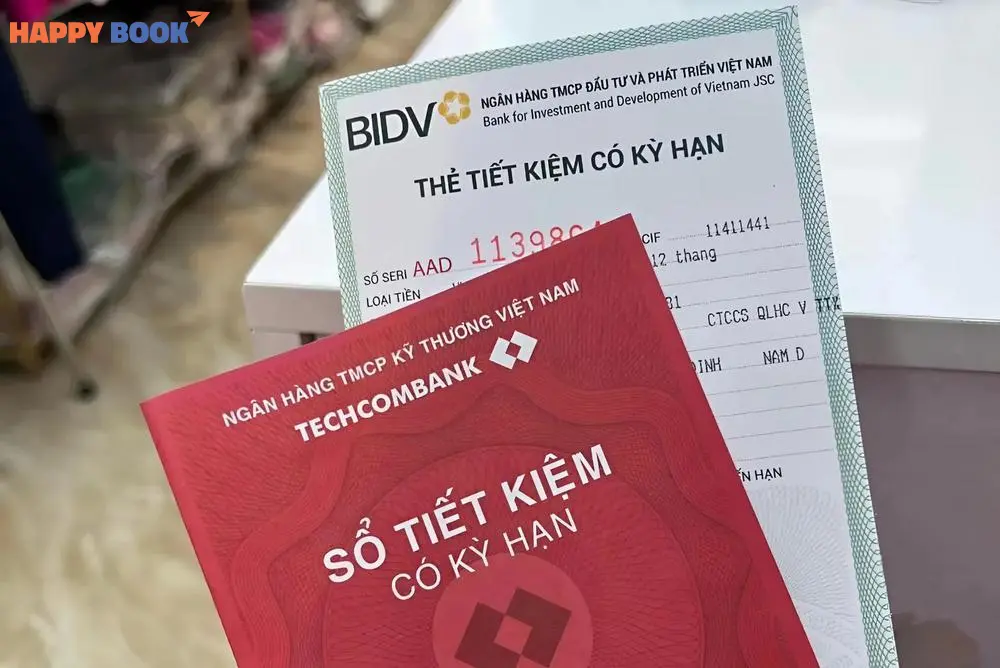 HAPPY BOOK
BIDV
NGÂN HÀNG TMCP ĐẦU TƯ VÀ PHÁT TRIỂN VIỆT NAM
Bank for Investment and Development of Vietnam JSC
THẺ TIẾT KIỆM CÓ KỲ HẠN
SỐ SERI AAD 11398 CIF 11411441
LOẠI TIỀN 12 thang
31
CTCCS QLHC V TTX
NAM D
HẠN
NGÂN HÀNG TMCP KỸ THƯƠNG VIỆT NAM
TECHCOMBANK
SỔ TIẾT KIỆM
CÓ KỲ HẠN